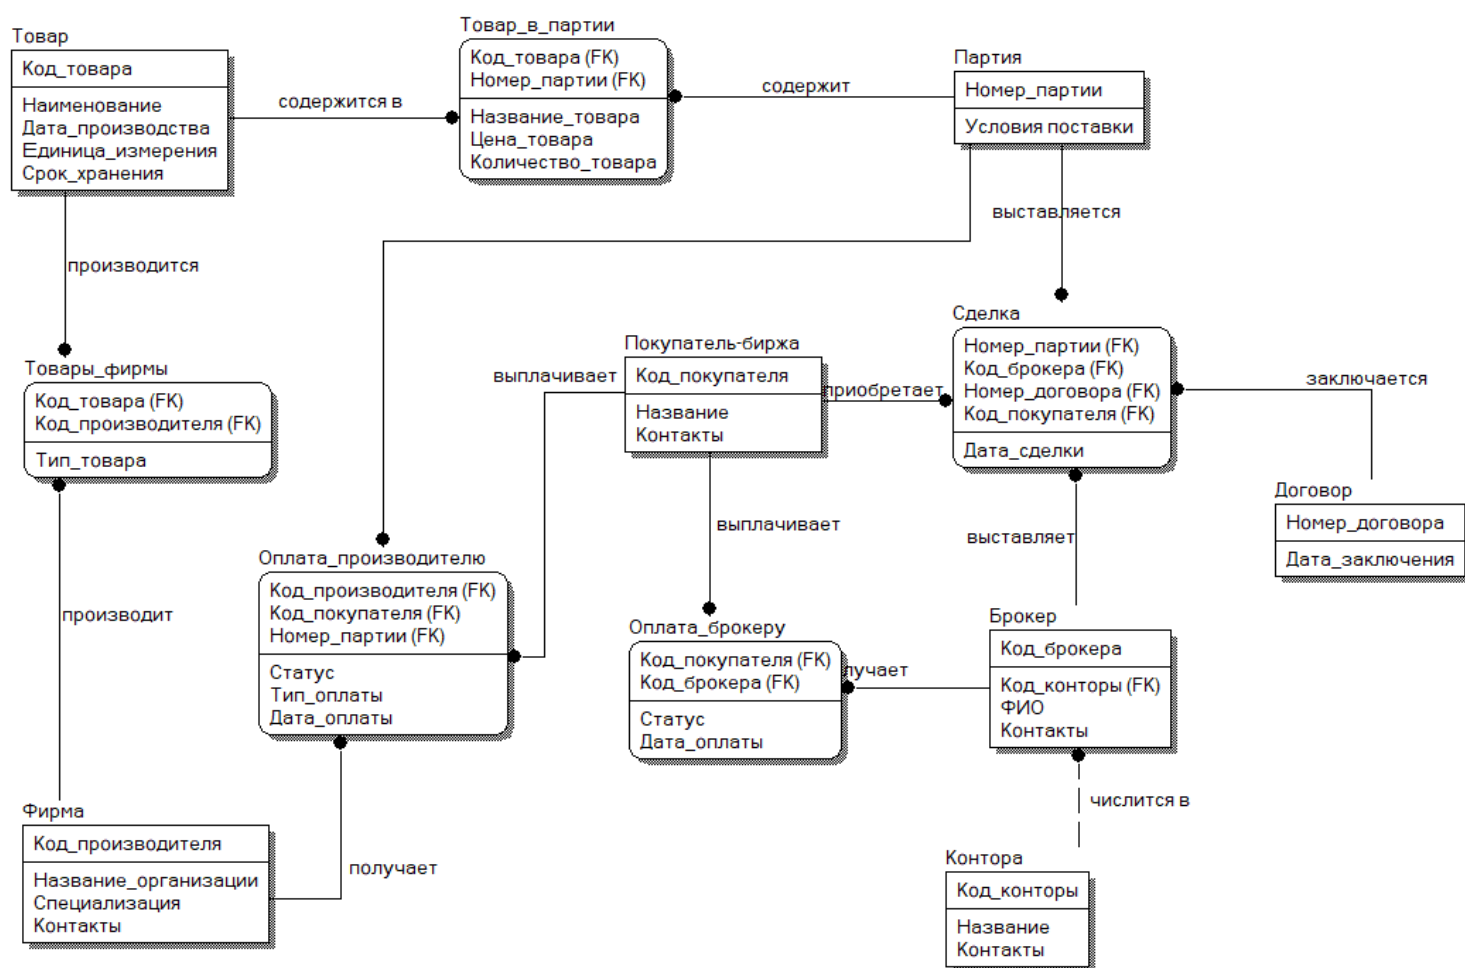 Товар
Код_товара
Наименование
Дата_производства
Единица_измерения
Срок_хранения
содержится в
Товар_в_партии
Код_товара (FK)
Номер_партии (FK)
Название_товара
Цена_товара
Количество_товара
содержит
Партия
Номер_партии
Условия поставки
выставляется
производится
Товары_фирмы
Код_товара (FK)
Код_производителя (FK)
Тип_товара
выплачивает
Покупатель-биржа
Код_покупателя
Название
Контакты
приобретает
Сделка
Номер_партии (FK)
Код_брокера (FK)
Номер_договора (FK)
Код_покупателя (FK)
Дата_сделки
заключается
Договор
Номер_договора
Дата_заключения
выплачивает
выставляет
производит
Оплата_производителю
Код_производителя (FK)
Код_покупателя (FK)
Номер_партии (FK)
Статус
Тип_оплаты
Дата_оплаты
Оплата_брокеру
Код_покупателя (FK)
Код_брокера (FK)
Статус
Дата_оплаты
лучает
Брокер
Код_брокера
Код_конторы (FK)
ФИО
Контакты
числится в
Фирма
Код_производителя
Название_организации
Специализация
Контакты
получает
Контора
Код_конторы
Название
Контакты